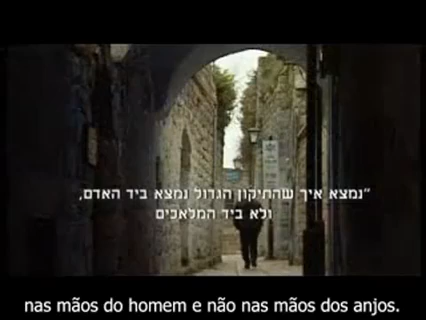 "נמצא איך שהתיקון הגדול נמצא ביד האדם,
ולא ביד המלאכים
nas mãos do homem e não nas mãos dos anjos.